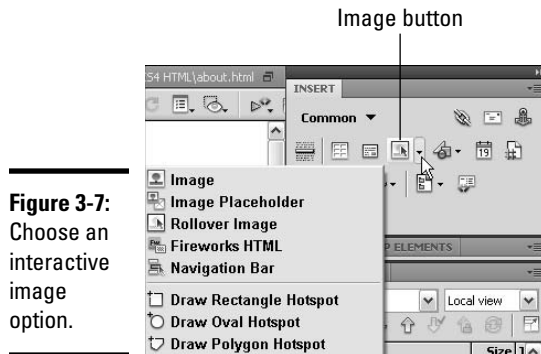 Image button
S4 HTML\about.html
INSERT
Common
19
Image
Image Placeholder
Rollover Image
Fireworks HTML
Navigation Bar
Draw Rectangle Hotspot
Draw Oval Hotspot
Draw Polygon Hotspot
P ELEMENTS
Local view
Size
Figure 3-7:
Choose an
interactive
image
option.